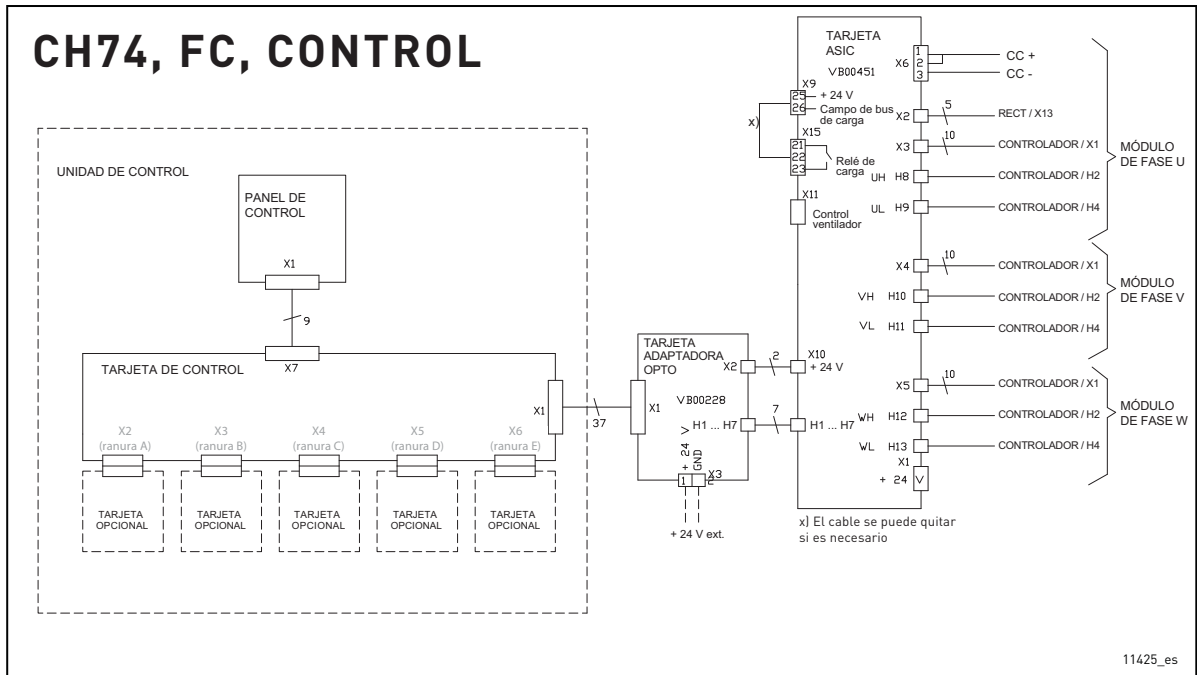 CH74, FC, CONTROL
UNIDAD DE CONTROL
PANEL DE
CONTROL
X1
9
X7
TARJETA DE CONTROL
X1
37
X2
(ranura A)
X3
(ranura B)
X4
(ranura C)
X5
(ranura D)
X6
(ranura E)
TARJETA
OPCIONAL
TARJETA
OPCIONAL
TARJETA
OPCIONAL
TARJETA
OPCIONAL
TARJETA
OPCIONAL
TARJETA
ADAPTADORA
OPTO
X2
X1
VB00228
H1 ... H7
+ 24 V
GND
1
2
X3
+ 24 V ext.
2
7
TARJETA
ASIC
VB00451
X9
25
+ 24 V
26
Campo de bus
de carga
x)
X15
21
22
23
Relé de
carga
X11
Control
ventilador
X10
+ 24 V
H1 ... H7
X6
1
2
3
CC +
CC -
X2
5
RECT / X13
X3
10
CONTROLADOR / X1
UH H8
CONTROLADOR / H2
UL H9
CONTROLADOR / H4
MÓDULO
DE FASE U
X4
10
CONTROLADOR / X1
VH H10
CONTROLADOR / H2
VL H11
CONTROLADOR / H4
MÓDULO
DE FASE V
X5
10
CONTROLADOR / X1
WH H12
CONTROLADOR / H2
WL H13
CONTROLADOR / H4
MÓDULO
DE FASE W
X1
+ 24 V
x) El cable se puede quitar
si es necesario
11425_es